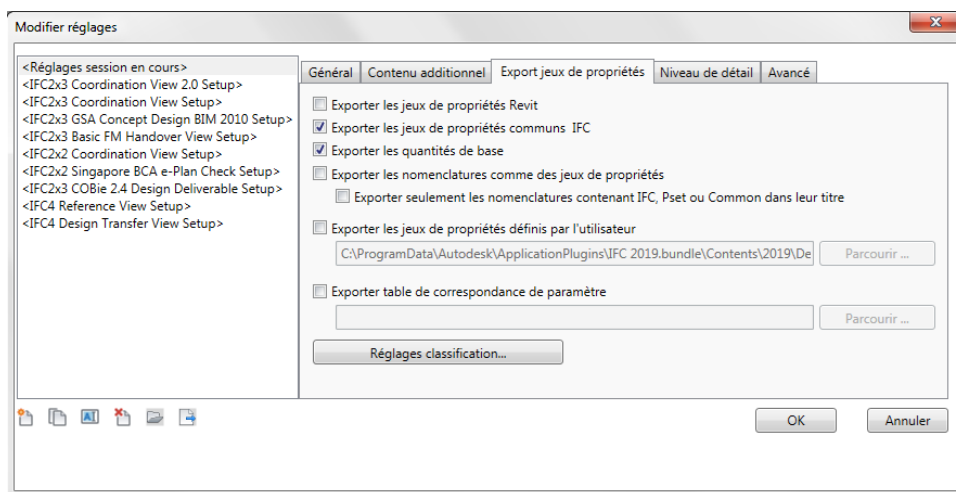 Modifier réglages
<Réglages session en cours>
<IFC2x3 Coordination View 2.0 Setup>
<IFC2x3 Coordination View Setup>
<IFC2x3 GSA Concept Design BIM 2010 Setup>
<IFC2x3 Basic FM Handover View Setup>
<IFC2x2 Coordination View Setup>
<IFC2x2 Singapore BCA e-Plan Check Setup>
<IFC2x3 COBie 2.4 Design Deliverable Setup>
<IFC4 Reference View Setup>
<IFC4 Design Transfer View Setup>
Général Contenu additionnel Export jeux de propriétés Niveau de détail Avancé
Exporter les jeux de propriétés Revit
Exporter les jeux de propriétés communs IFC
Exporter les quantités de base
Exporter les nomenclatures comme des jeux de propriétés
Exporter seulement les nomenclatures contenant IFC, Pset ou Common dans leur titre
Exporter les jeux de propriétés définis par l'utilisateur
C:\ProgramData\Autodesk\ApplicationPlugins\IFC 2019.bundle\Contents\2019\De Parcourir ...
Exporter table de correspondance de paramètre
Parcourir ...
Réglages classification...
AI
OK Annuler